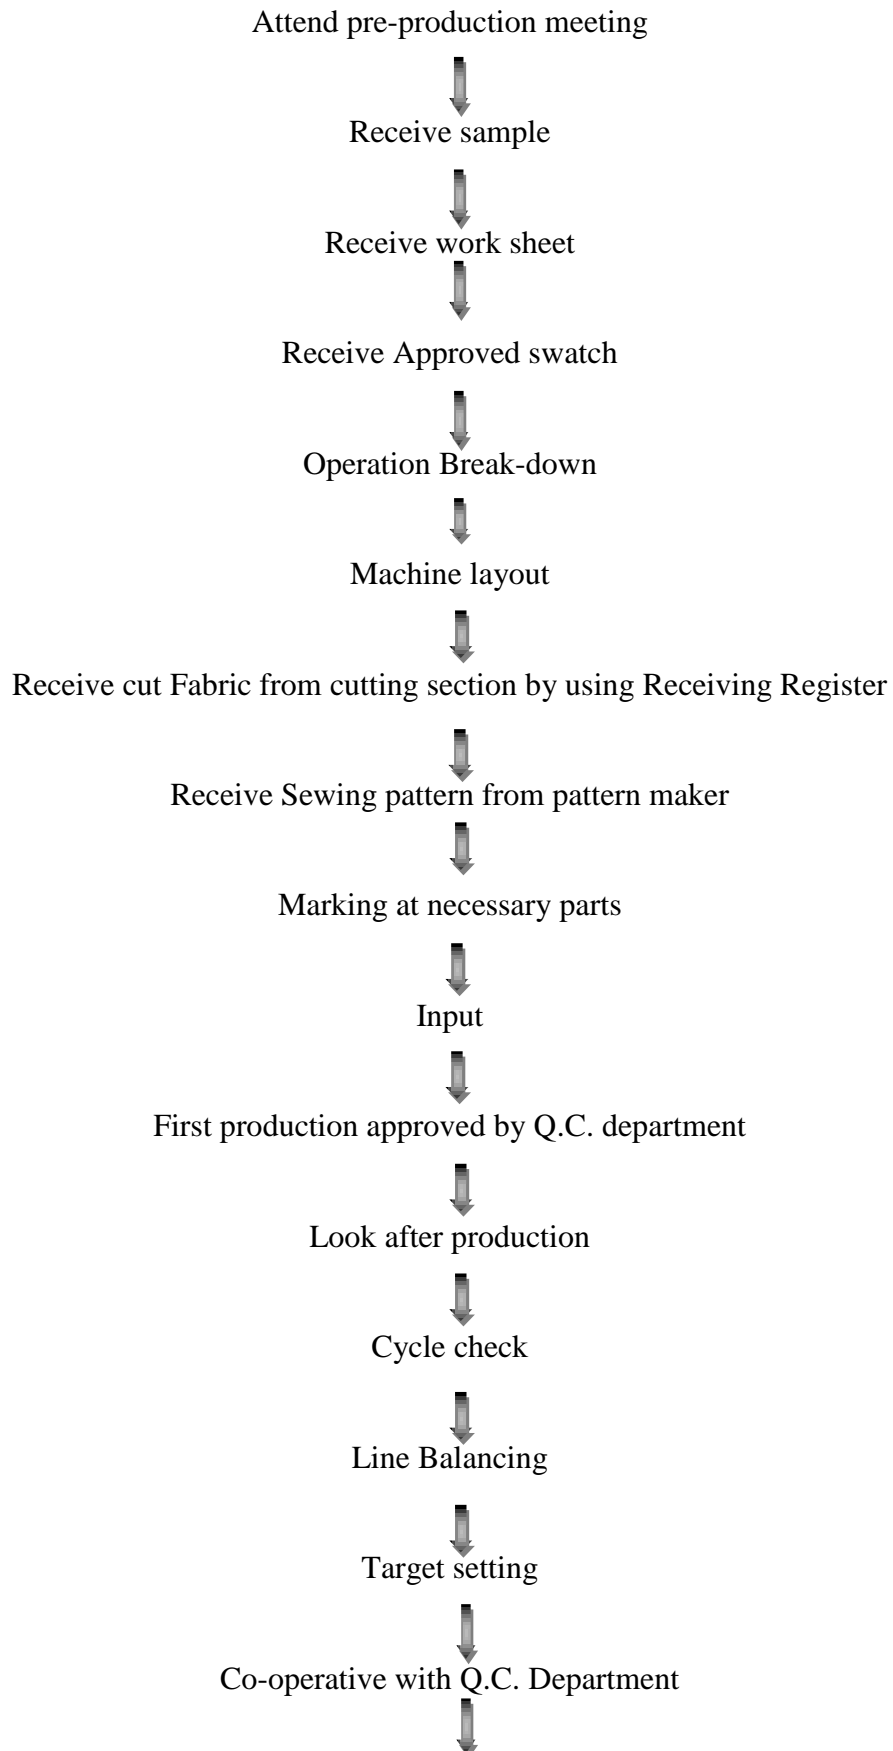 Attend pre-production meeting
Receive sample
Receive work sheet
Receive Approved swatch
Operation Break-down
Machine layout
Receive cut Fabric from cutting section by using Receiving Register
Receive Sewing pattern from pattern maker
Marking at necessary parts
Input
First production approved by Q.C. department
Look after production
Cycle check
Line Balancing
Target setting
Co-operative with Q.C. Department